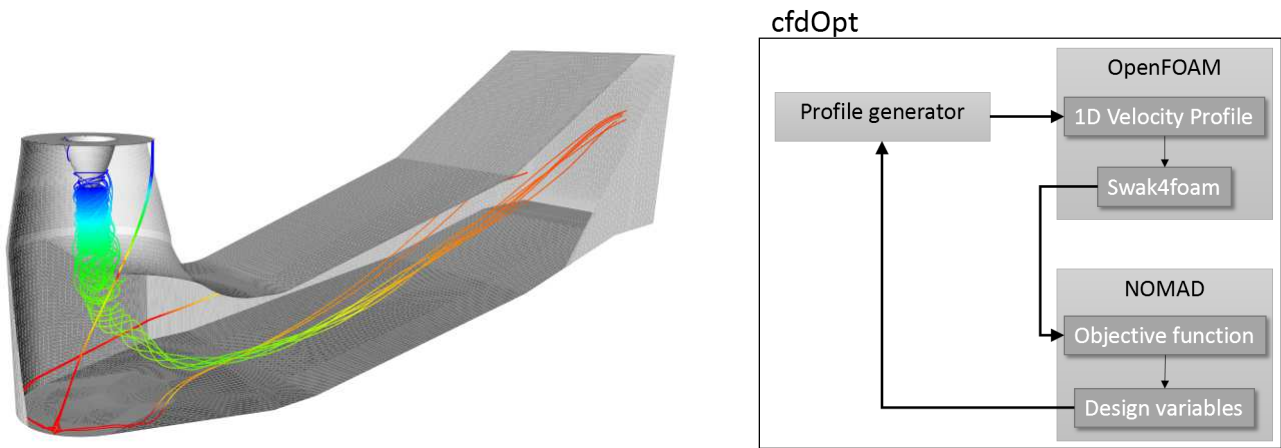 cfdOpt
OpenFOAM
Profile generator
1D Velocity Profile
Swak4foam
NOMAD
Objective function
Design variables